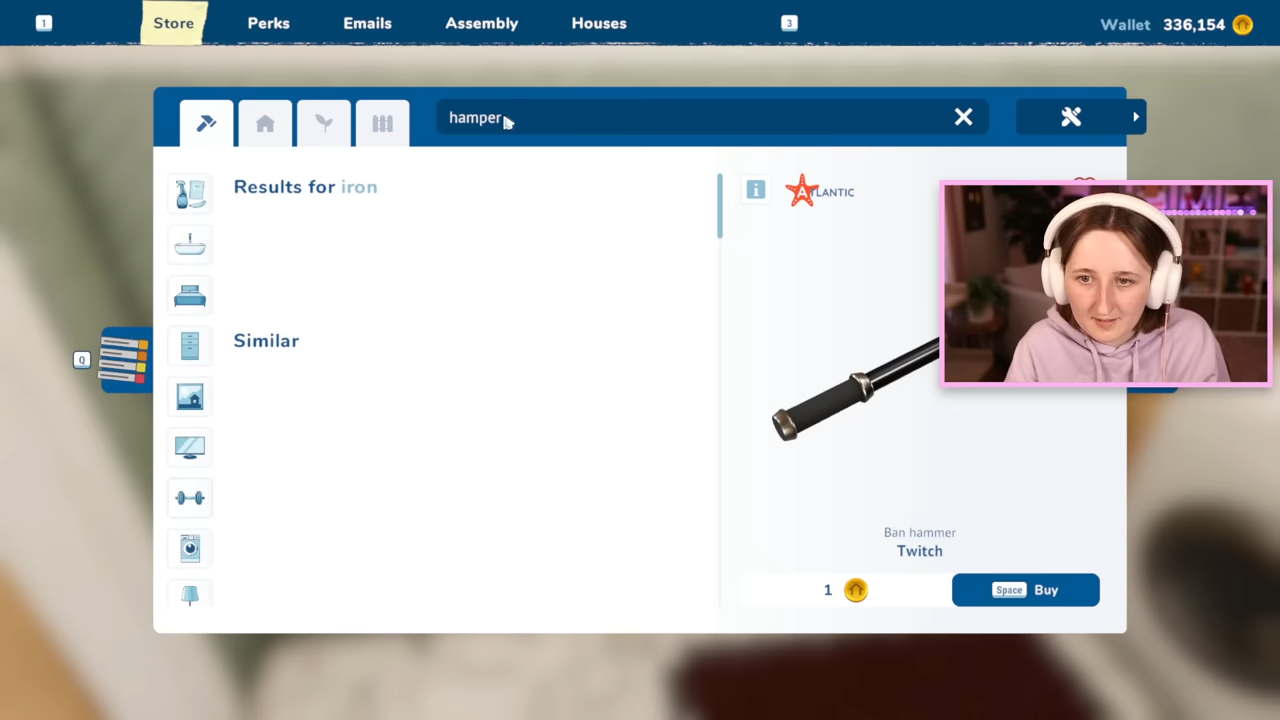 1
Store
Perks
Emails
Assembly
Houses
3
Wallet 336,154
hamper
Results for iron
ATLANTIC
Similar
Q
Ban hammer
Twitch
1
Space Buy